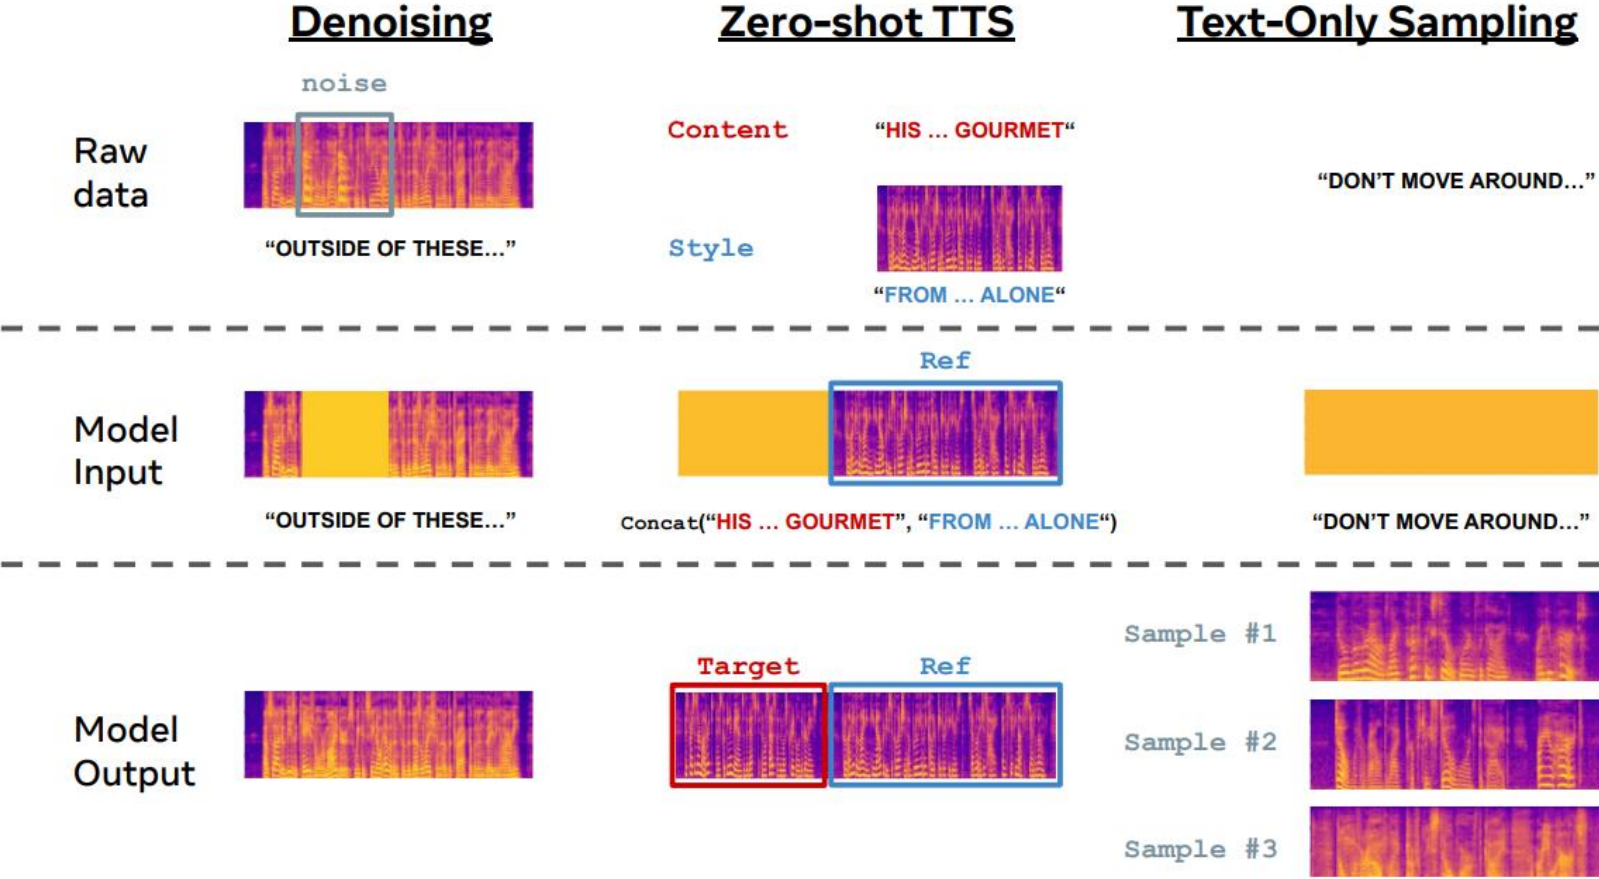 Denoising
Zero-shot TTS
Text-Only Sampling
noise
Raw
data
“OUTSIDE OF THESE...”
Content
“HIS ... GOURMET“
Style
“FROM ... ALONE“
“DON’T MOVE AROUND...”
Model
Input
“OUTSIDE OF THESE...”
Ref
Concat(“HIS ... GOURMET”, “FROM ... ALONE“)
“DON’T MOVE AROUND...”
Model
Output
Target
Ref
Sample #1
Sample #2
Sample #3